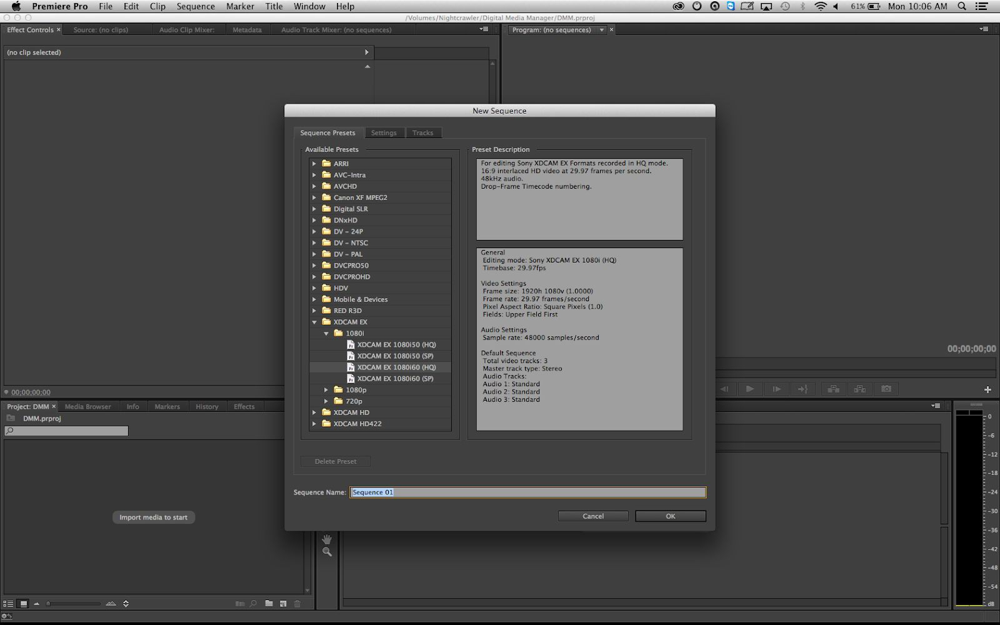 Premiere Pro File Edit Clip Sequence Marker Title Window Help 61% Mon 10:06 AM
/Volumes/Nightcrawler/Digital Media Manager/DMM.prproj
Effect Controls × Source: (no clips) Audio Clip Mixer: Metadata Audio Track Mixer: (no sequences) Program: (no sequences) ×
(no clip selected)
New Sequence
Sequence Presets Settings Tracks
Available Presets
ARRI
AVC-Intra
AVCHD
Canon XF MPEG2
Digital SLR
DNxHD
DV - 24P
DV - NTSC
DV - PAL
DVCPRO50
DVCPROHD
HDV
Mobile & Devices
RED R3D
XDCAM EX
1080i
XDCAM EX 1080i50 (HQ)
XDCAM EX 1080i50 (SP)
XDCAM EX 1080i60 (HQ)
XDCAM EX 1080i60 (SP)
1080p
720p
XDCAM HD
XDCAM HD422
Delete Preset
Preset Description
For editing Sony XDCAM EX Formats recorded in HQ mode.
16:9 interlaced HD video at 29.97 frames per second.
48kHz audio.
Drop-Frame Timecode numbering.
General
Editing mode: Sony XDCAM EX 1080i (HQ)
Timebase: 29.97fps
Video Settings
Frame size: 1920h 1080v (1.0000)
Frame rate: 29.97 frames/second
Pixel Aspect Ratio: Square Pixels (1.0)
Fields: Upper Field First
Audio Settings
Sample rate: 48000 samples/second
Default Sequence
Total video tracks: 3
Master track type: Stereo
Audio Tracks:
Audio 1: Standard
Audio 2: Standard
Audio 3: Standard
Sequence Name: Sequence 01
Cancel OK
00;00;00;00
00;00;00;00
Project: DMM × Media Browser Info Markers History Effects
DMM.prproj
Import media to start
0
-6
-12
-18
-24
-30
-36
-42
-48
-54
dB